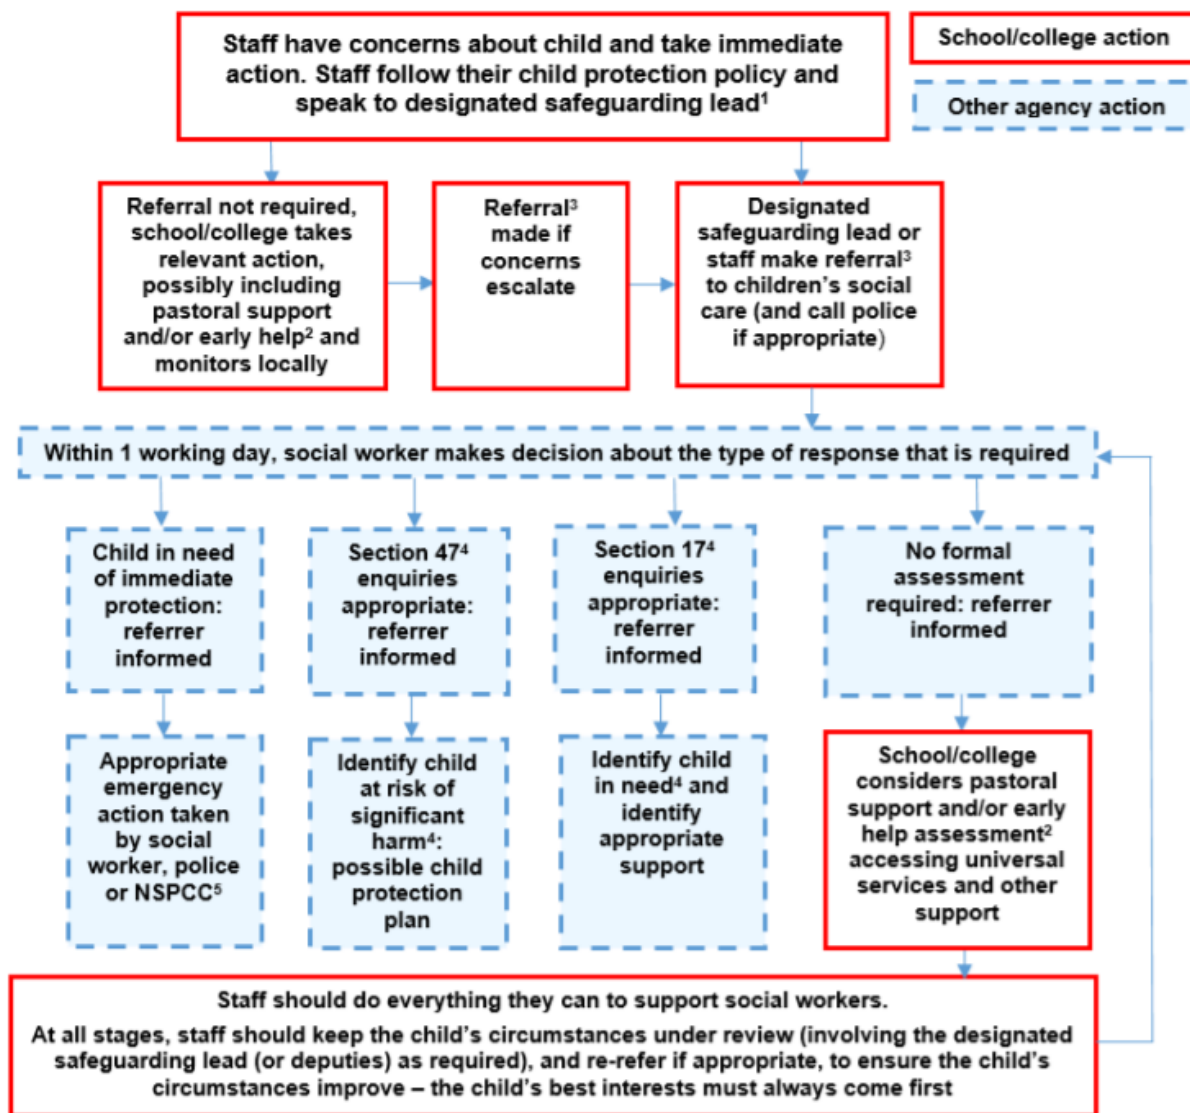 Staff have concerns about child and take immediate
action. Staff follow their child protection policy and
speak to designated safeguarding lead¹
School/college action
Other agency action
Referral not required,
school/college takes
relevant action,
possibly including
pastoral support
and/or early help² and
monitors locally
Referral³
made if
concerns
escalate
Designated
safeguarding lead or
staff make referral³
to children’s social
care (and call police
if appropriate)
Within 1 working day, social worker makes decision about the type of response that is required
Child in need
of immediate
protection:
referrer
informed
Section 47⁴
enquiries
appropriate:
referrer
informed
Section 17⁴
enquiries
appropriate:
referrer
informed
No formal
assessment
required: referrer
informed
Appropriate
emergency
action taken
by social
worker, police
or NSPCC⁵
Identify child
at risk of
significant
harm⁴:
possible child
protection
plan
Identify child
in need⁴ and
identify
appropriate
support
School/college
considers pastoral
support and/or early
help assessment²
accessing universal
services and other
support
Staff should do everything they can to support social workers.
At all stages, staff should keep the child’s circumstances under review (involving the designated
safeguarding lead (or deputies) as required), and re-refer if appropriate, to ensure the child’s
circumstances improve – the child’s best interests must always come first